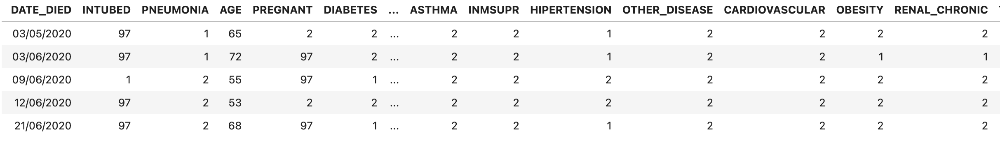 DATE_DIED INTUBED PNEUMONIA AGE PREGNANT DIABETES ... ASTHMA INMSUPR HIPERTENSION OTHER_DISEASE CARDIOVASCULAR OBESITY RENAL_CHRONIC
03/05/2020 97 1 65 2 2 ... 2 2 1 2 2 2 2
03/06/2020 97 1 72 97 2 ... 2 2 1 2 2 1 1
09/06/2020 1 2 55 97 1 ... 2 2 2 2 2 2 2
12/06/2020 97 2 53 2 2 ... 2 2 2 2 2 2 2
21/06/2020 97 2 68 97 1 ... 2 2 1 2 2 2 2